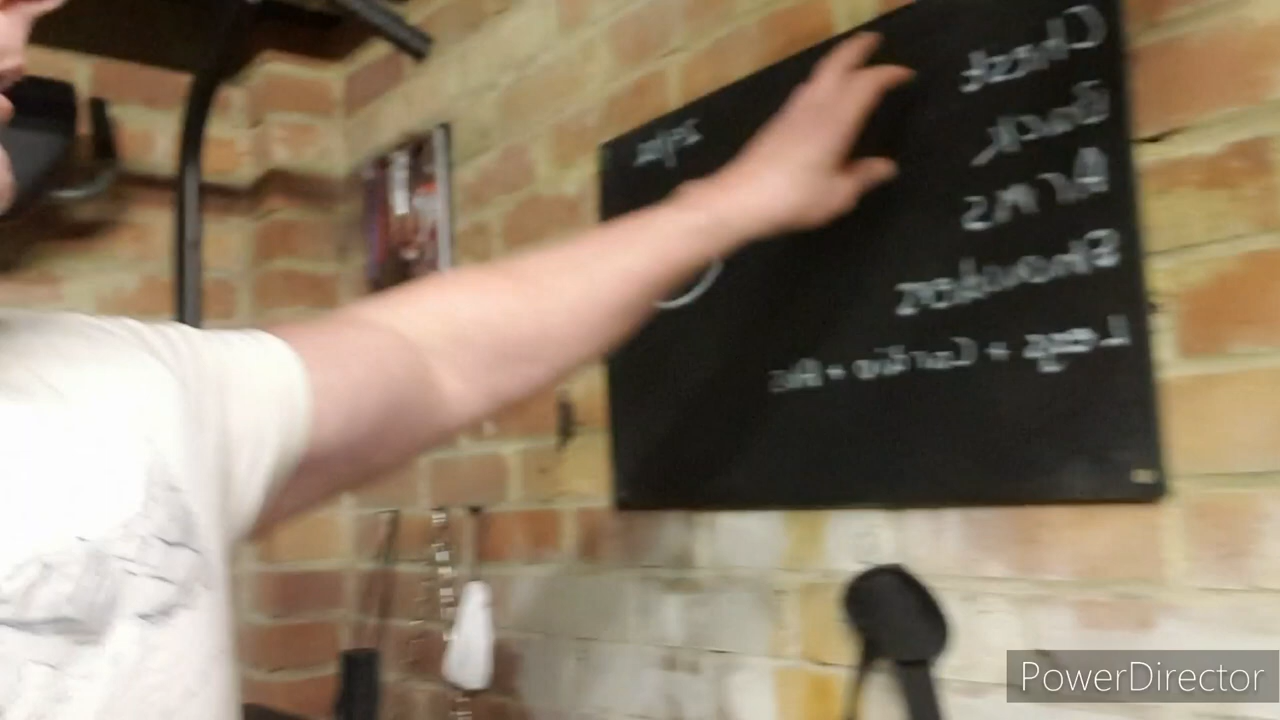 Chest
Back
Arms
Shoulders
Legs + Cardio + Abs
PowerDirector